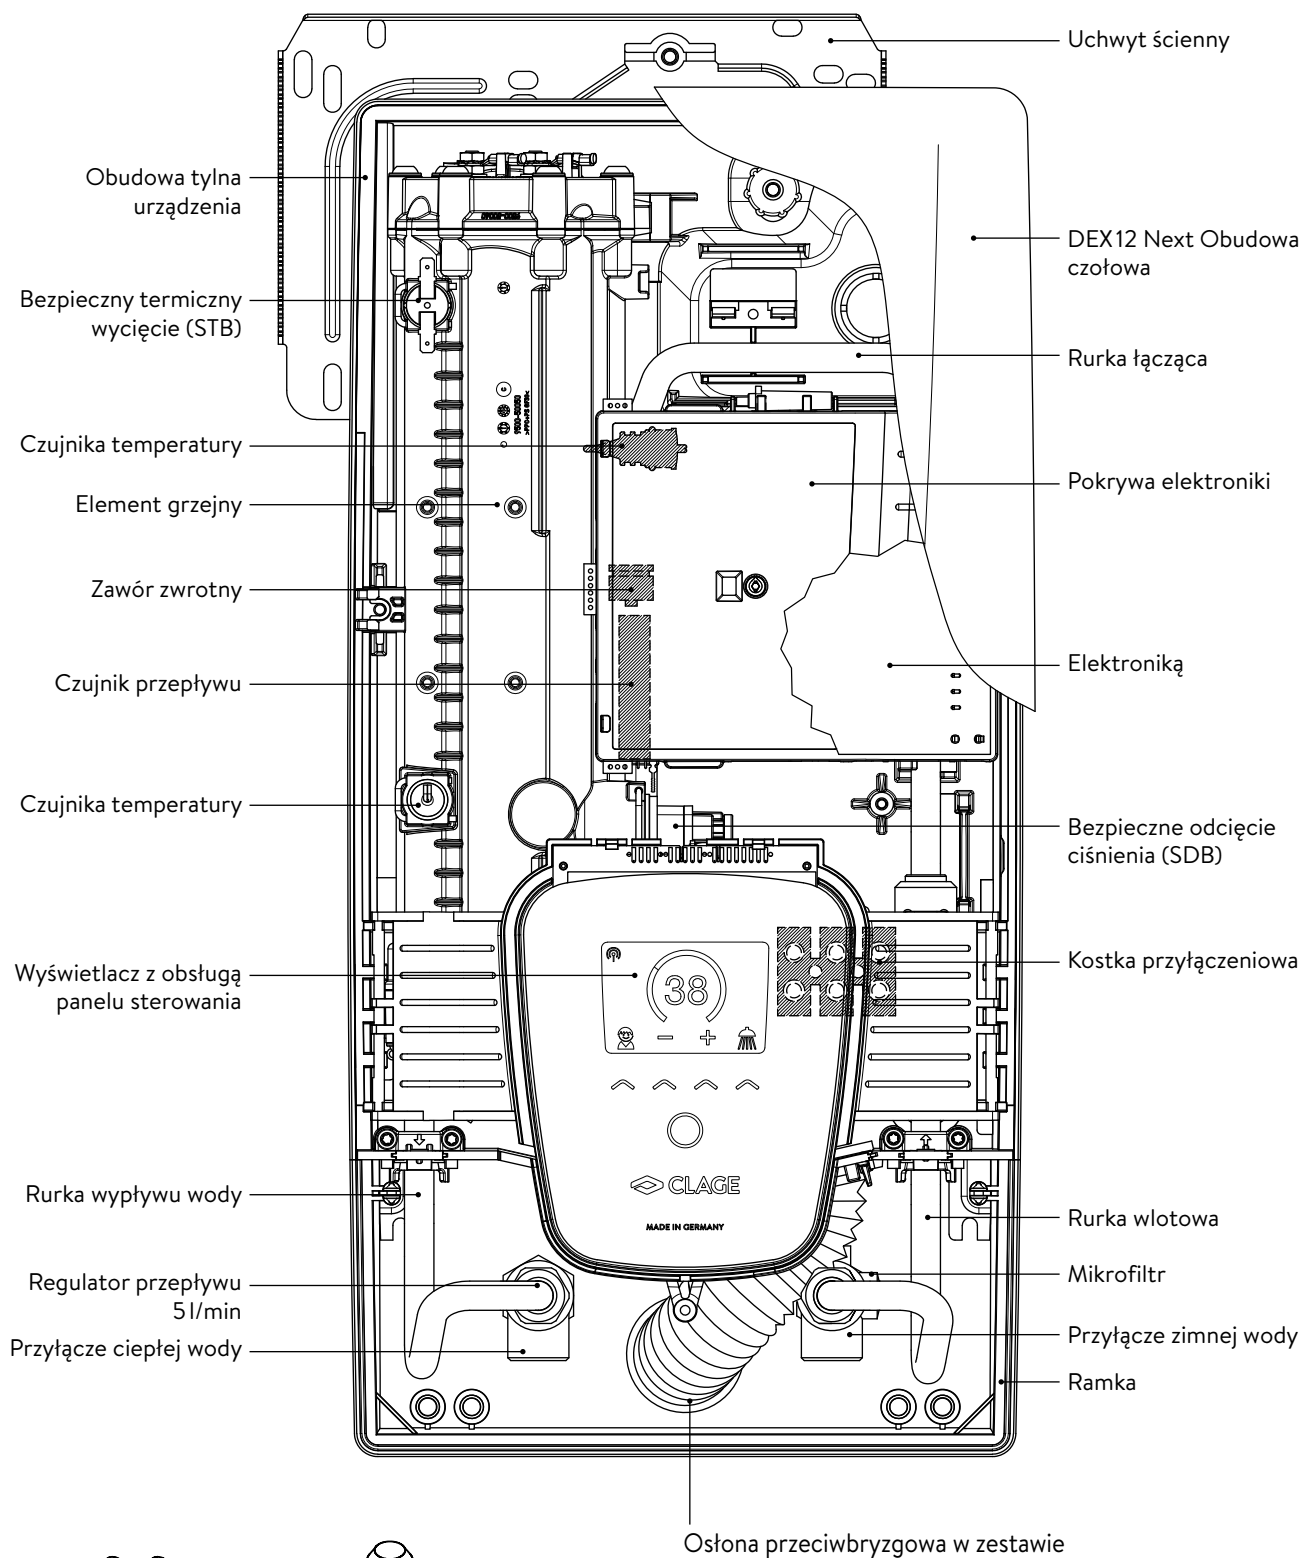 Uchwyt ścienny
Obudowa tylna
urządzenia
DEX12 Next Obudowa
czołowa
Bezpieczny termiczny
wycięcie (STB)
Rurka łącząca
Czujnika temperatury
Pokrywa elektroniki
Element grzejny
Zawór zwrotny
Elektroniką
Czujnik przepływu
Czujnika temperatury
Bezpieczne odcięcie
ciśnienia (SDB)
Wyświetlacz z obsługą
panelu sterowania
Kostka przyłączeniowa
38
CLAGE
MADE IN GERMANY
Rurka wypływu wody
Rurka wlotowa
Regulator przepływu
5 l/min
Mikrofiltr
Przyłącze ciepłej wody
Przyłącze zimnej wody
Ramka
Osłona przeciwbryzgowa w zestawie